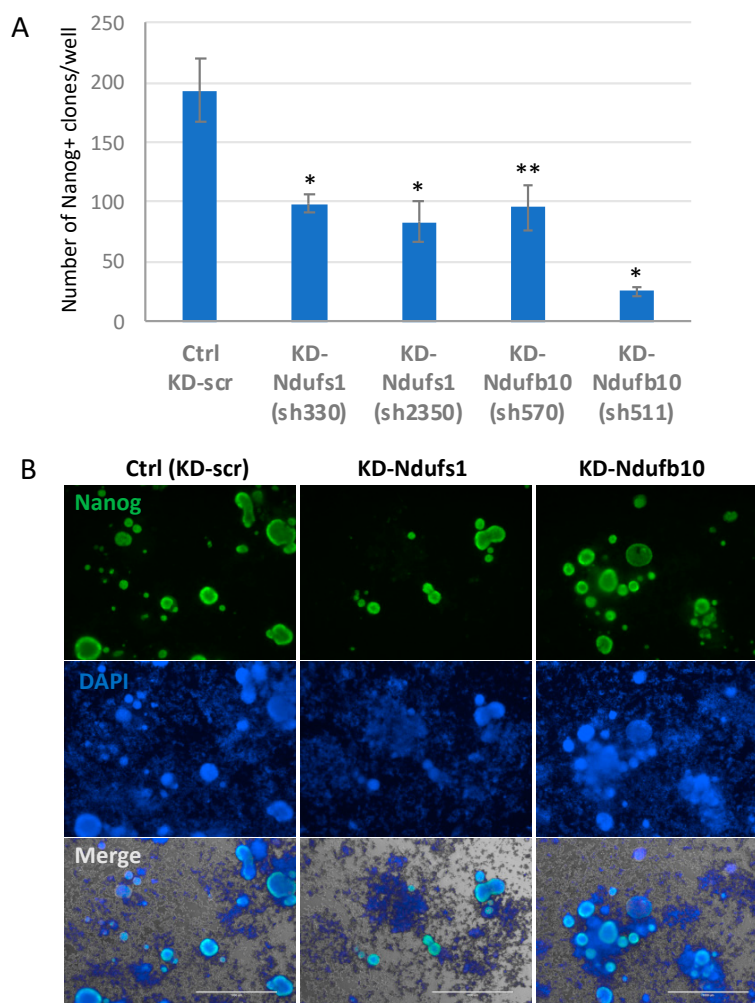 A
Number of Nanog+ clones/well
250
200
150
100
50
0
*
*
**
*
Ctrl
KD-scr
KD-
Ndufs1
(sh330)
KD-
Ndufs1
(sh2350)
KD-
Ndufb10
(sh570)
KD-
Ndufb10
(sh511)
B
Ctrl (KD-scr)
KD-Ndufs1
KD-Ndufb10
Nanog
DAPI
Merge